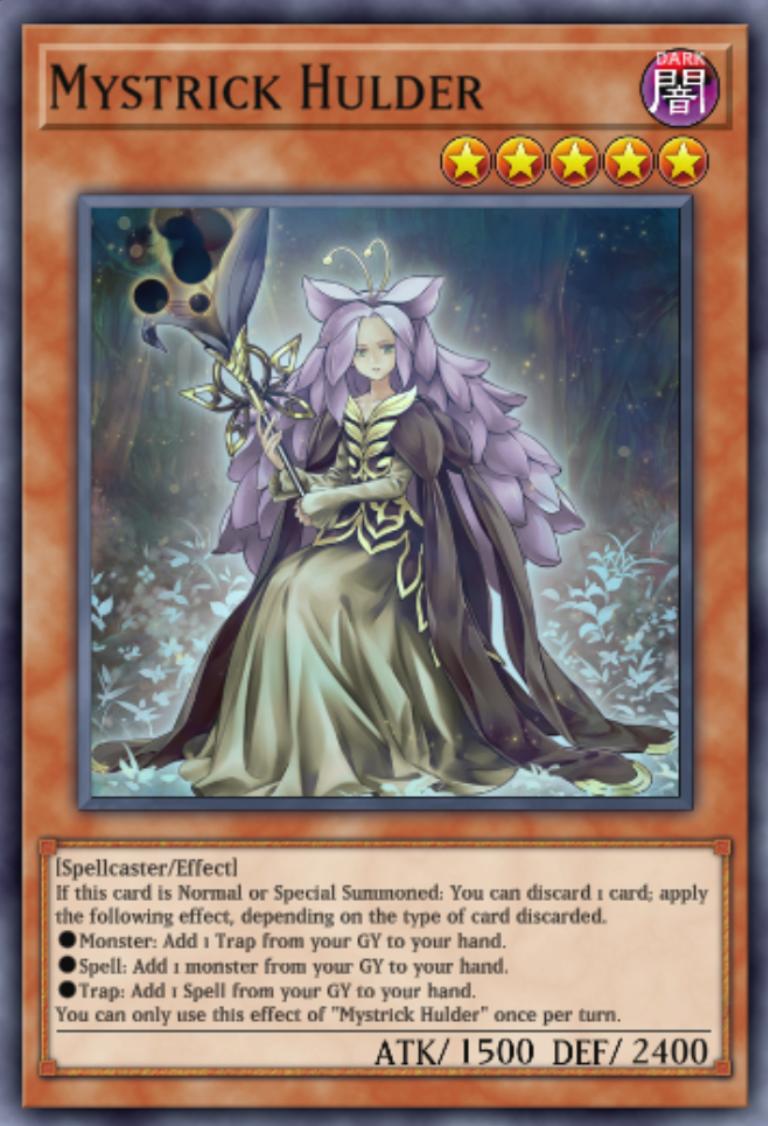 Mystrick Hulder
DARK
闇
[Spellcaster/Effect]
If this card is Normal or Special Summoned: You can discard 1 card; apply
the following effect, depending on the type of card discarded.
●Monster: Add 1 Trap from your GY to your hand.
●Spell: Add 1 monster from your GY to your hand.
●Trap: Add 1 Spell from your GY to your hand.
You can only use this effect of "Mystrick Hulder" once per turn.
ATK/ 1500 DEF/ 2400